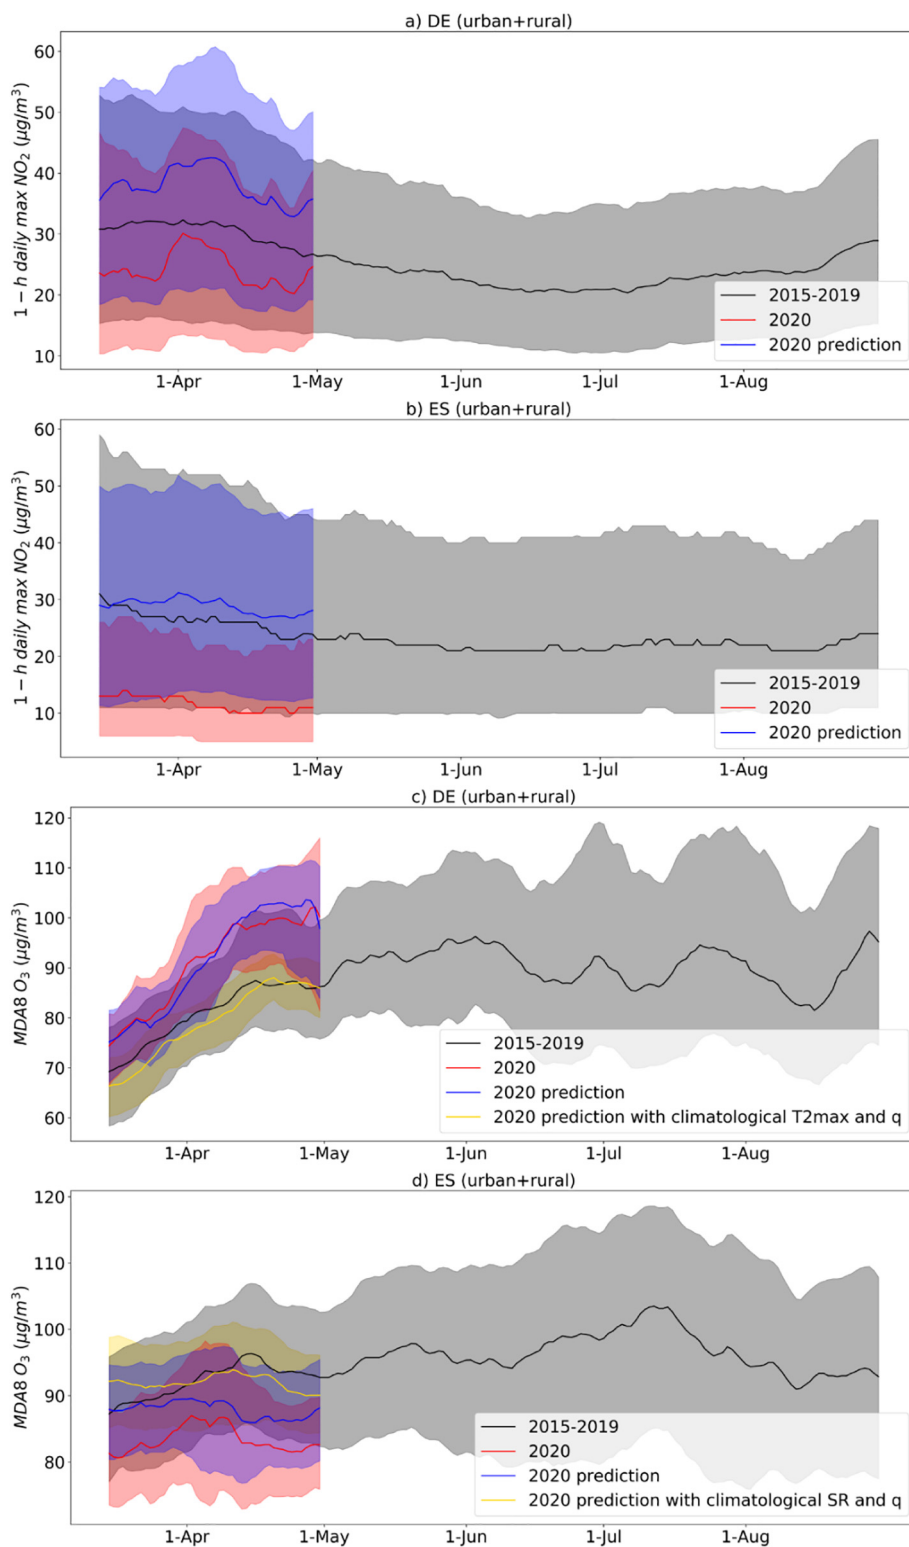 a) DE (urban+rural)
1 − h daily max NO2 (μg/m3)
60
50
40
30
20
10
2015-2019
2020
2020 prediction
1-Apr 1-May 1-Jun 1-Jul 1-Aug
b) ES (urban+rural)
1 − h daily max NO2 (μg/m3)
60
50
40
30
20
10
2015-2019
2020
2020 prediction
1-Apr 1-May 1-Jun 1-Jul 1-Aug
c) DE (urban+rural)
MDA8 O3 (μg/m3)
120
110
100
90
80
70
60
2015-2019
2020
2020 prediction
2020 prediction with climatological T2max and q
1-Apr 1-May 1-Jun 1-Jul 1-Aug
d) ES (urban+rural)
MDA8 O3 (μg/m3)
120
110
100
90
80
2015-2019
2020
2020 prediction
2020 prediction with climatological SR and q
1-Apr 1-May 1-Jun 1-Jul 1-Aug